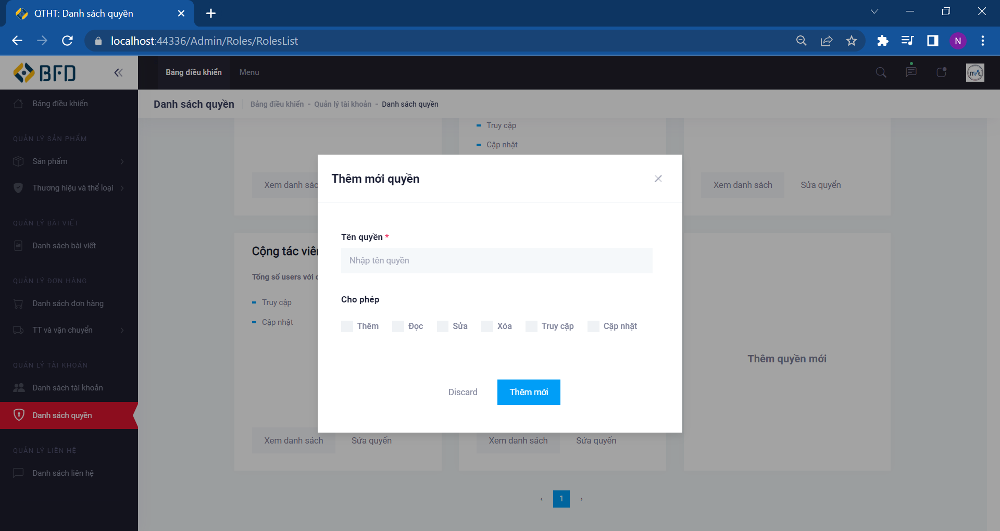 QTHT: Danh sách quyền
localhost:44336/Admin/Roles/RolesList
N
BFD
Bảng điều khiển
Menu
nvt
Danh sách quyền
Bảng điều khiển - Quản lý tài khoản - Danh sách quyền
Bảng điều khiển
QUẢN LÝ SẢN PHẨM
Sản phẩm
Thương hiệu và thể loại
QUẢN LÝ BÀI VIẾT
Danh sách bài viết
QUẢN LÝ ĐƠN HÀNG
Danh sách đơn hàng
TT và vận chuyển
QUẢN LÝ TÀI KHOẢN
Danh sách tài khoản
Danh sách quyền
QUẢN LÝ LIÊN HỆ
Danh sách liên hệ
Truy cập
Cập nhật
Xem danh sác
Xem danh sách
Sửa quyền
Thêm mới quyền
Tên quyền *
Nhập tên quyền
Cho phép
Thêm Đọc Sửa Xóa Truy cập Cập nhật
Discard
Thêm mới
Cộng tác viên
Tổng số users với
Truy cập
Cập nhật
Xem danh sách
Sửa quyền
Xem danh sách
Sửa quyền
Thêm quyền mới
‹ 1 ›